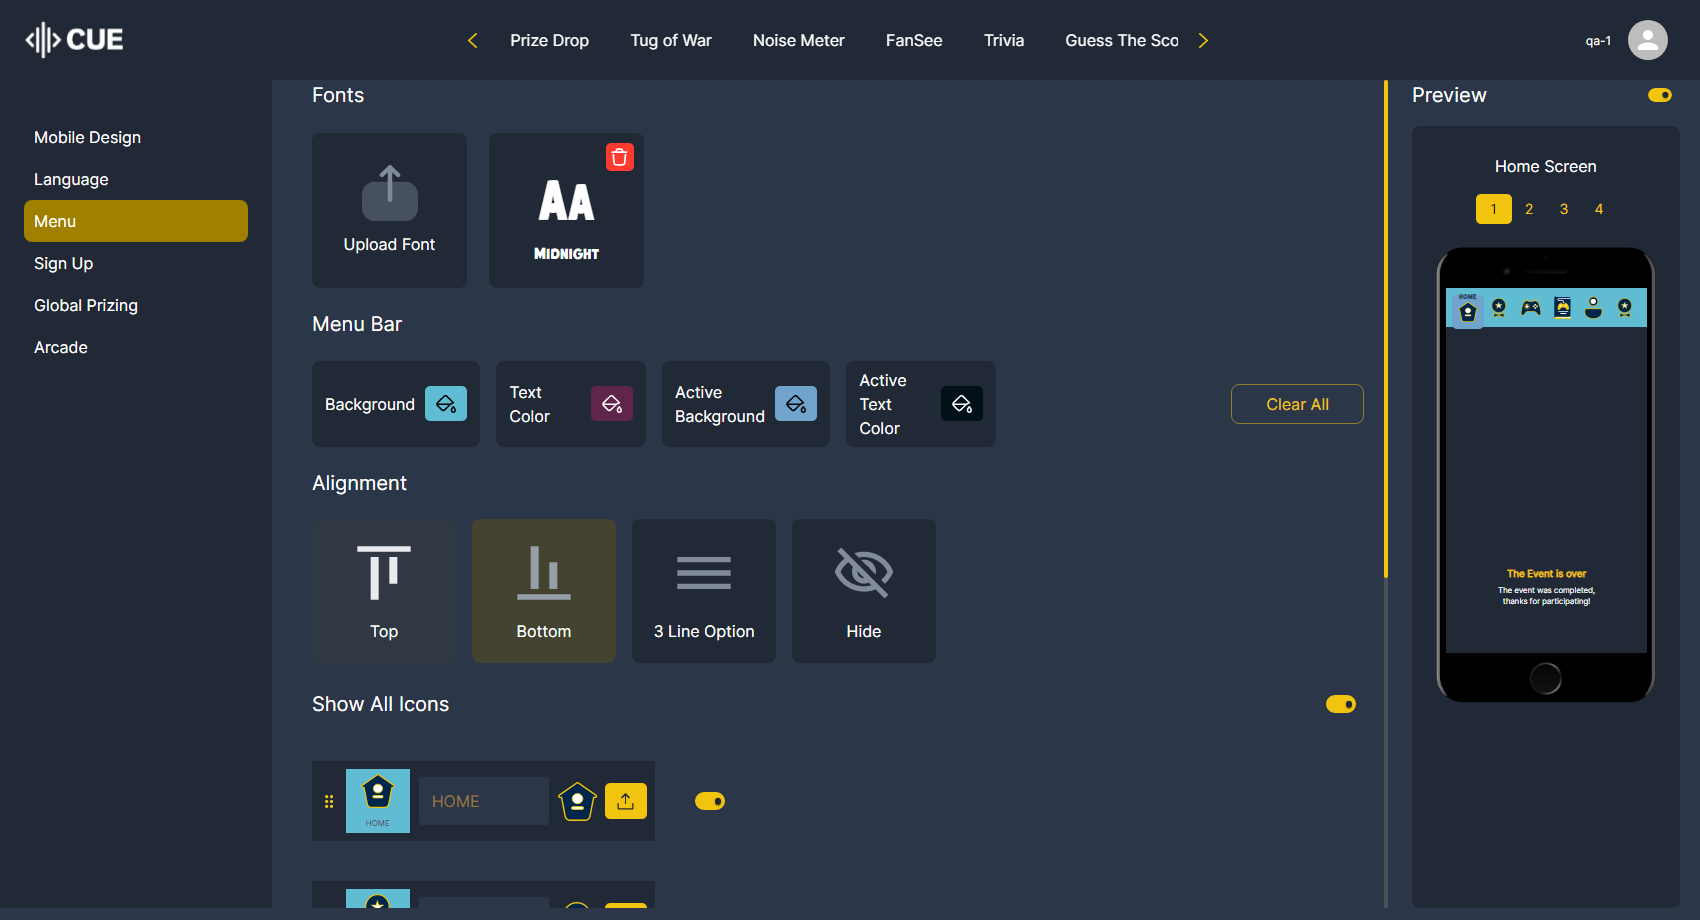 CUE
Prize Drop
Tug of War
Noise Meter
FanSee
Trivia
Guess The Sco
qa-1
Mobile Design
Language
Menu
Sign Up
Global Prizing
Arcade
Fonts
Upload Font
AA
MIDNIGHT
Menu Bar
Background
Text
Color
Active
Background
Active
Text
Color
Clear All
Alignment
Top
Bottom
3 Line Option
Hide
Show All Icons
HOME
HOME
Preview
Home Screen
1 2 3 4
HOME
The Event is over
The event was completed,
thanks for participating!